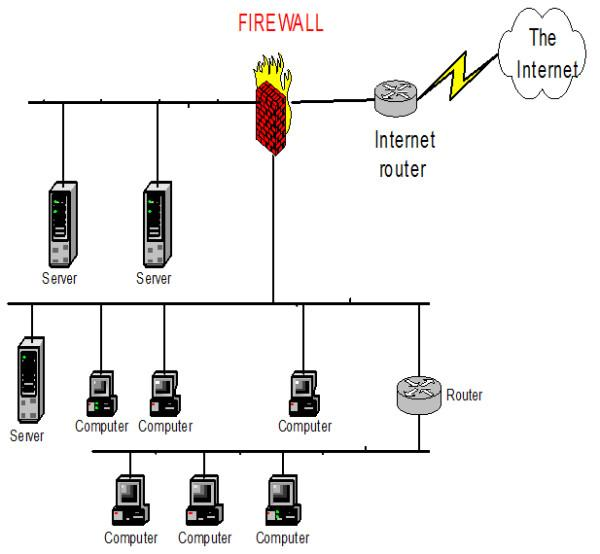 FIREWALL
The
Internet
Internet
router
Server
Server
Server
Computer
Computer
Computer
Router
Computer
Computer
Computer